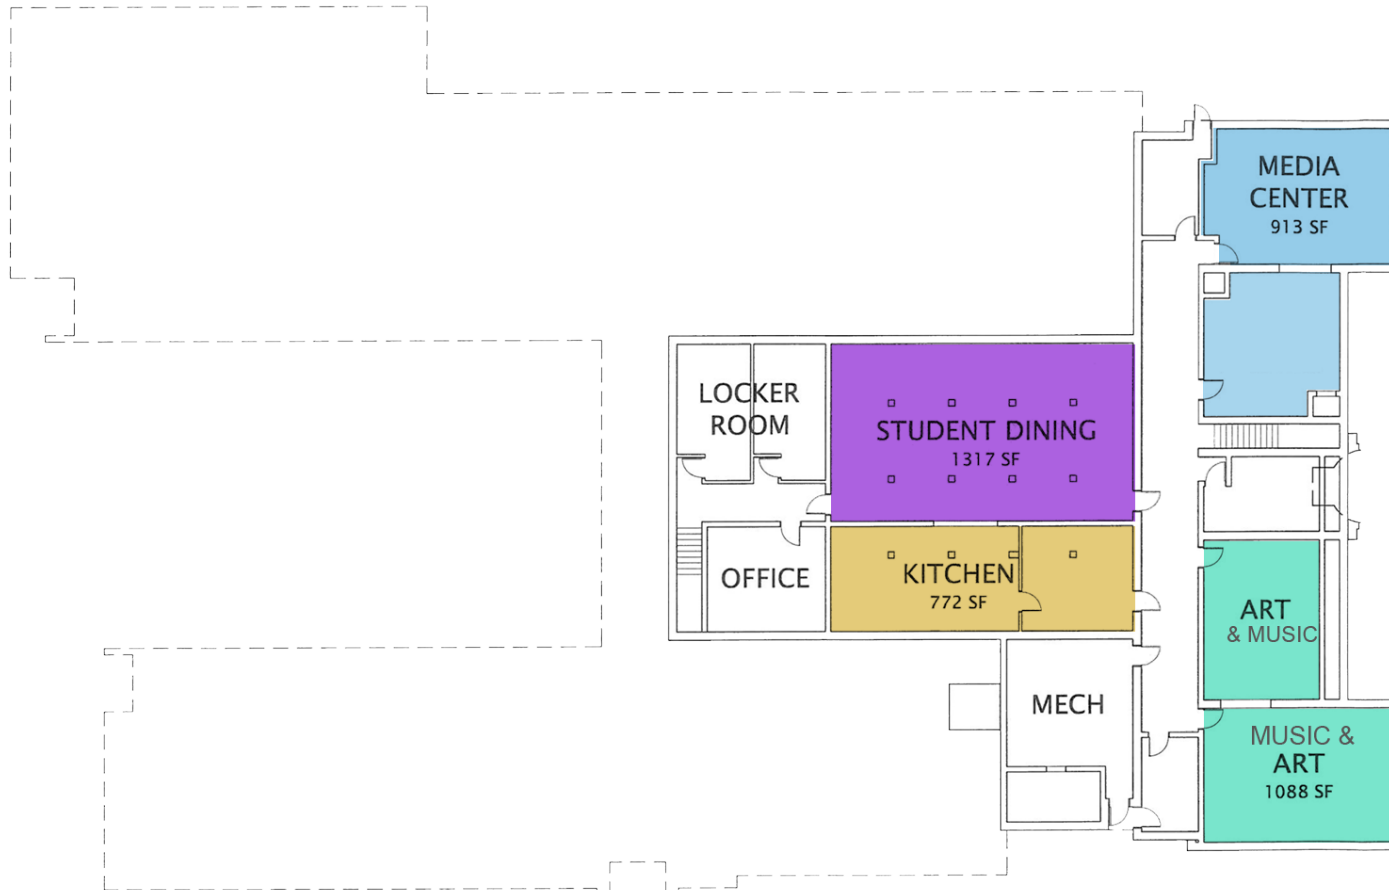 MEDIA
CENTER
913 SF
LOCKER
ROOM
STUDENT DINING
1317 SF
OFFICE
KITCHEN
772 SF
ART
& MUSIC
MECH
MUSIC &
ART
1088 SF